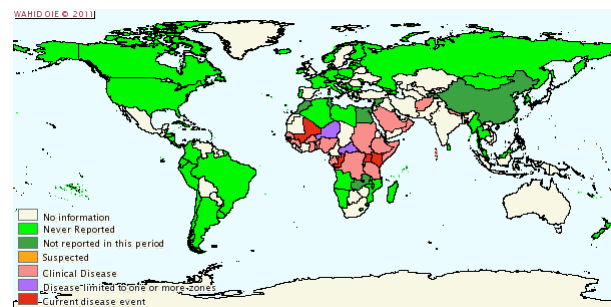 WAHID OIE © 2011
No information
Never Reported
Not reported in this period
Suspected
Clinical Disease
Disease limited to one or more-zones
Current disease event